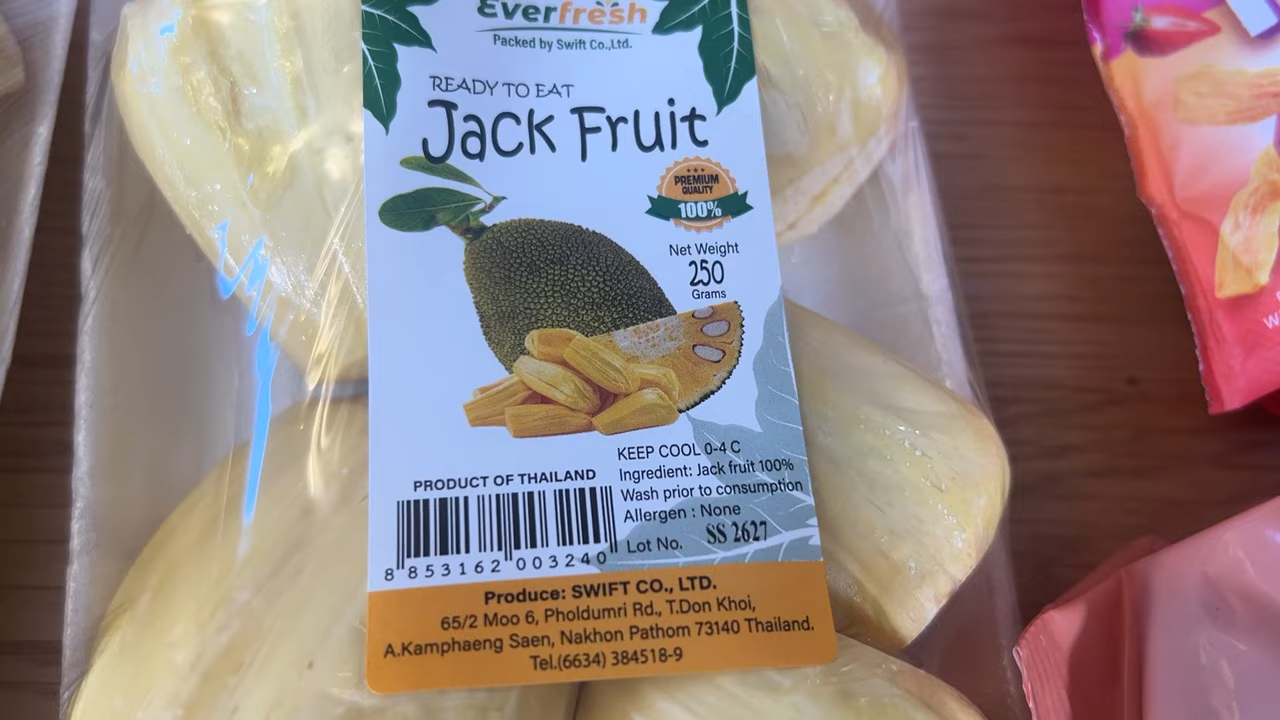 Everfresh
Packed by Swift Co.,Ltd.
READY TO EAT
Jack Fruit
PREMIUM
QUALITY
100%
Net Weight
250
Grams
KEEP COOL 0-4 C
Ingredient: Jack fruit 100%
Wash prior to consumption
Allergen : None
Lot No. SS 2627
PRODUCT OF THAILAND
8 853162 003240
Produce: SWIFT CO., LTD.
65/2 Moo 6, Pholdumri Rd., T.Don Khoi,
A.Kamphaeng Saen, Nakhon Pathom 73140 Thailand.
Tel.(6634) 384518-9